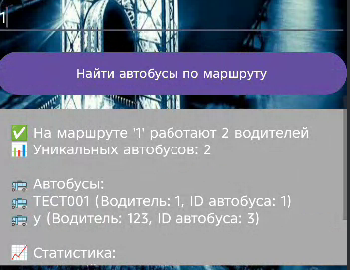 1
Найти автобусы по маршруту
✅ На маршруте '1' работают 2 водителей
📊 Уникальных автобусов: 2
🚌 Автобусы:
🚌 ТЕСТ001 (Водитель: 1, ID автобуса: 1)
🚌 у (Водитель: 123, ID автобуса: 3)
📈 Статистика: